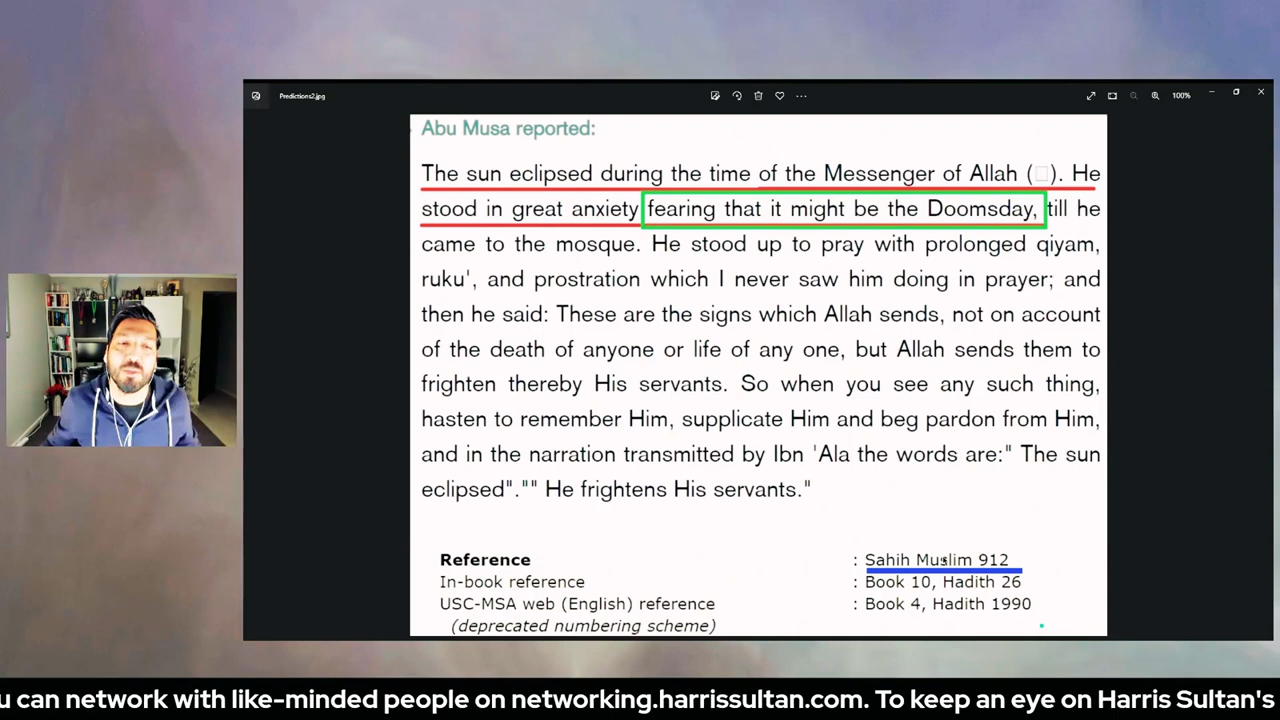 Predictions2.jpg
100%
Abu Musa reported:
The sun eclipsed during the time of the Messenger of Allah (□). He
stood in great anxiety fearing that it might be the Doomsday, till he
came to the mosque. He stood up to pray with prolonged qiyam,
ruku', and prostration which I never saw him doing in prayer; and
then he said: These are the signs which Allah sends, not on account
of the death of anyone or life of any one, but Allah sends them to
frighten thereby His servants. So when you see any such thing,
hasten to remember Him, supplicate Him and beg pardon from Him,
and in the narration transmitted by Ibn 'Ala the words are:" The sun
eclipsed"."" He frightens His servants."
Reference : Sahih Muslim 912
In-book reference : Book 10, Hadith 26
USC-MSA web (English) reference : Book 4, Hadith 1990
(deprecated numbering scheme)
u can network with like-minded people on networking.harrissultan.com. To keep an eye on Harris Sultan's